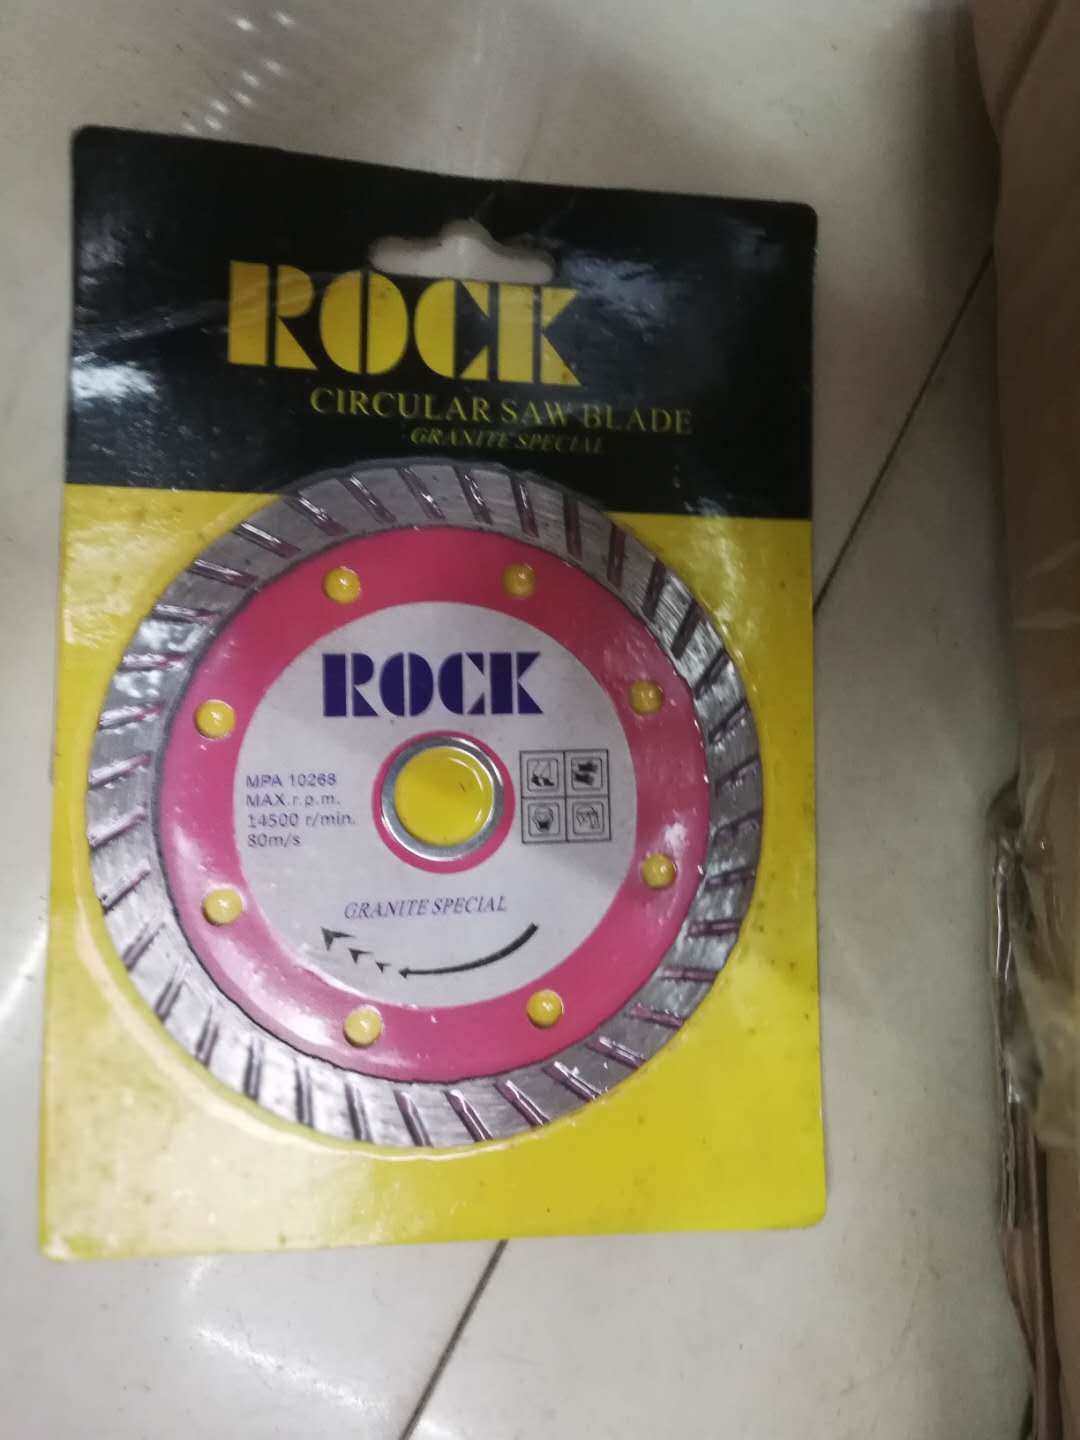 ROCK
CIRCULAR SAW BLADE
GRANITE SPECIAL
ROCK
MPA 10268
MAX.r.p.m.
14500 r/min.
80m/s
GRANITE SPECIAL